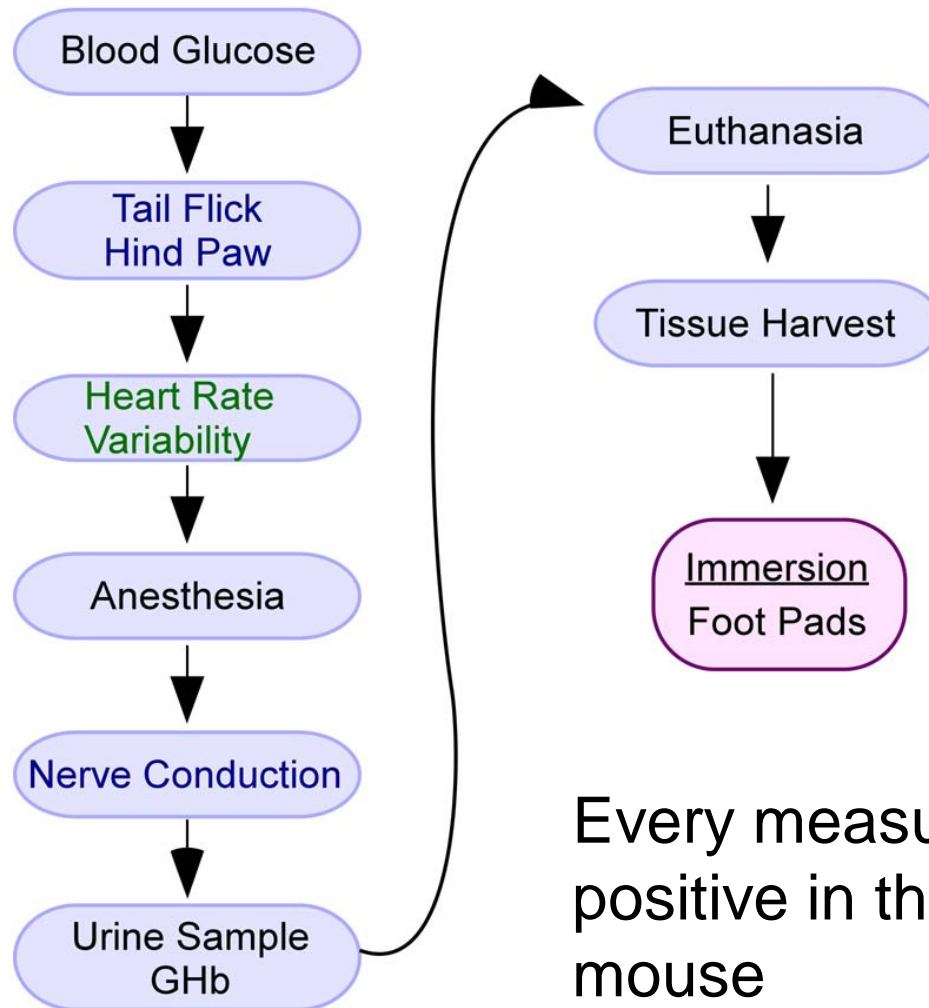 Blood Glucose
Tail Flick
Hind Paw
Heart Rate
Variability
Anesthesia
Nerve Conduction
Urine Sample
GHb
Euthanasia
Tissue Harvest
Immersion
Foot Pads
Every
positive in
mouse